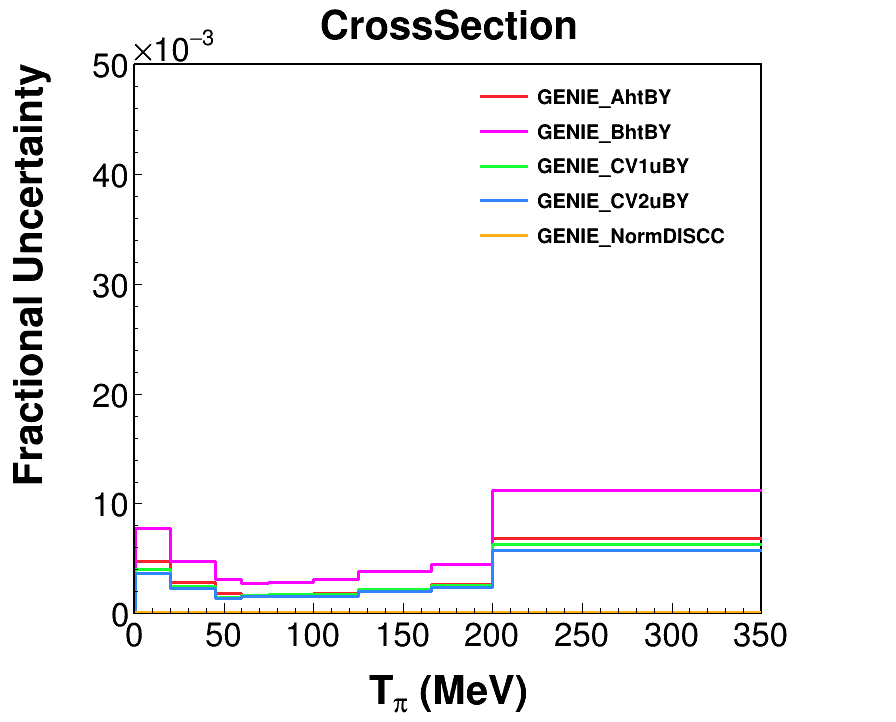 CrossSection
×10⁻³
Fractional Uncertainty
50
40
30
20
10
0
GENIE_AhtBY
GENIE_BhtBY
GENIE_CV1uBY
GENIE_CV2uBY
GENIE_NormDISCC
0 50 100 150 200 250 300 350
Tπ (MeV)